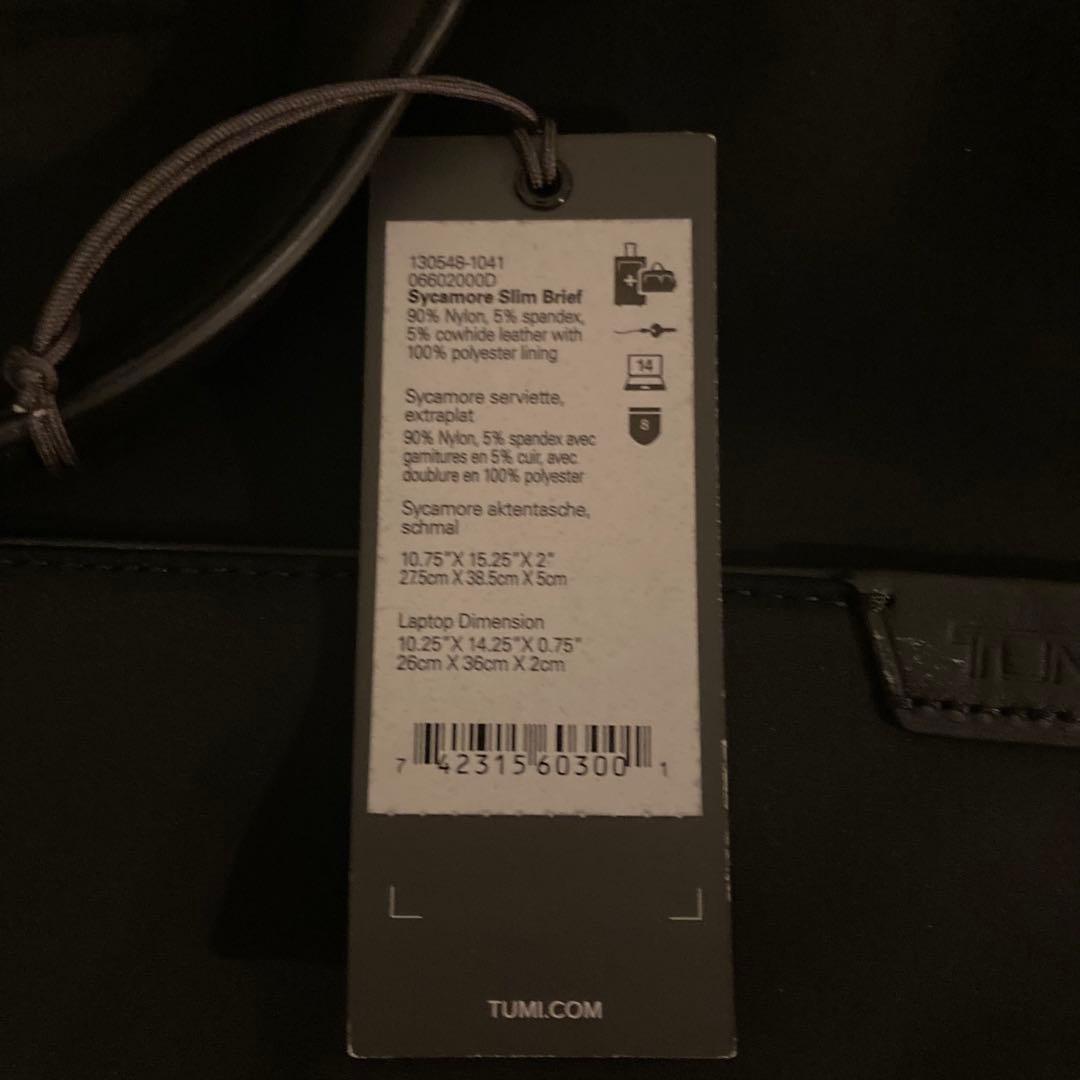 130548-1041
06602000D
Sycamore Slim Brief
90% Nylon, 5% spandex,
5% cowhide leather with
100% polyester lining
14
8
Sycamore serviette,
extraplat
90% Nylon, 5% spandex avec
garnitures en 5% cuir, avec
doublure en 100% polyester
Sycamore aktentasche,
schmal
10.75"X 15.25"X 2"
27.5cm X 38.5cm X 5cm
Laptop Dimension
10.25"X 14.25"X 0.75"
26cm X 36cm X 2cm
7 42315 60300 1
TUMI.COM